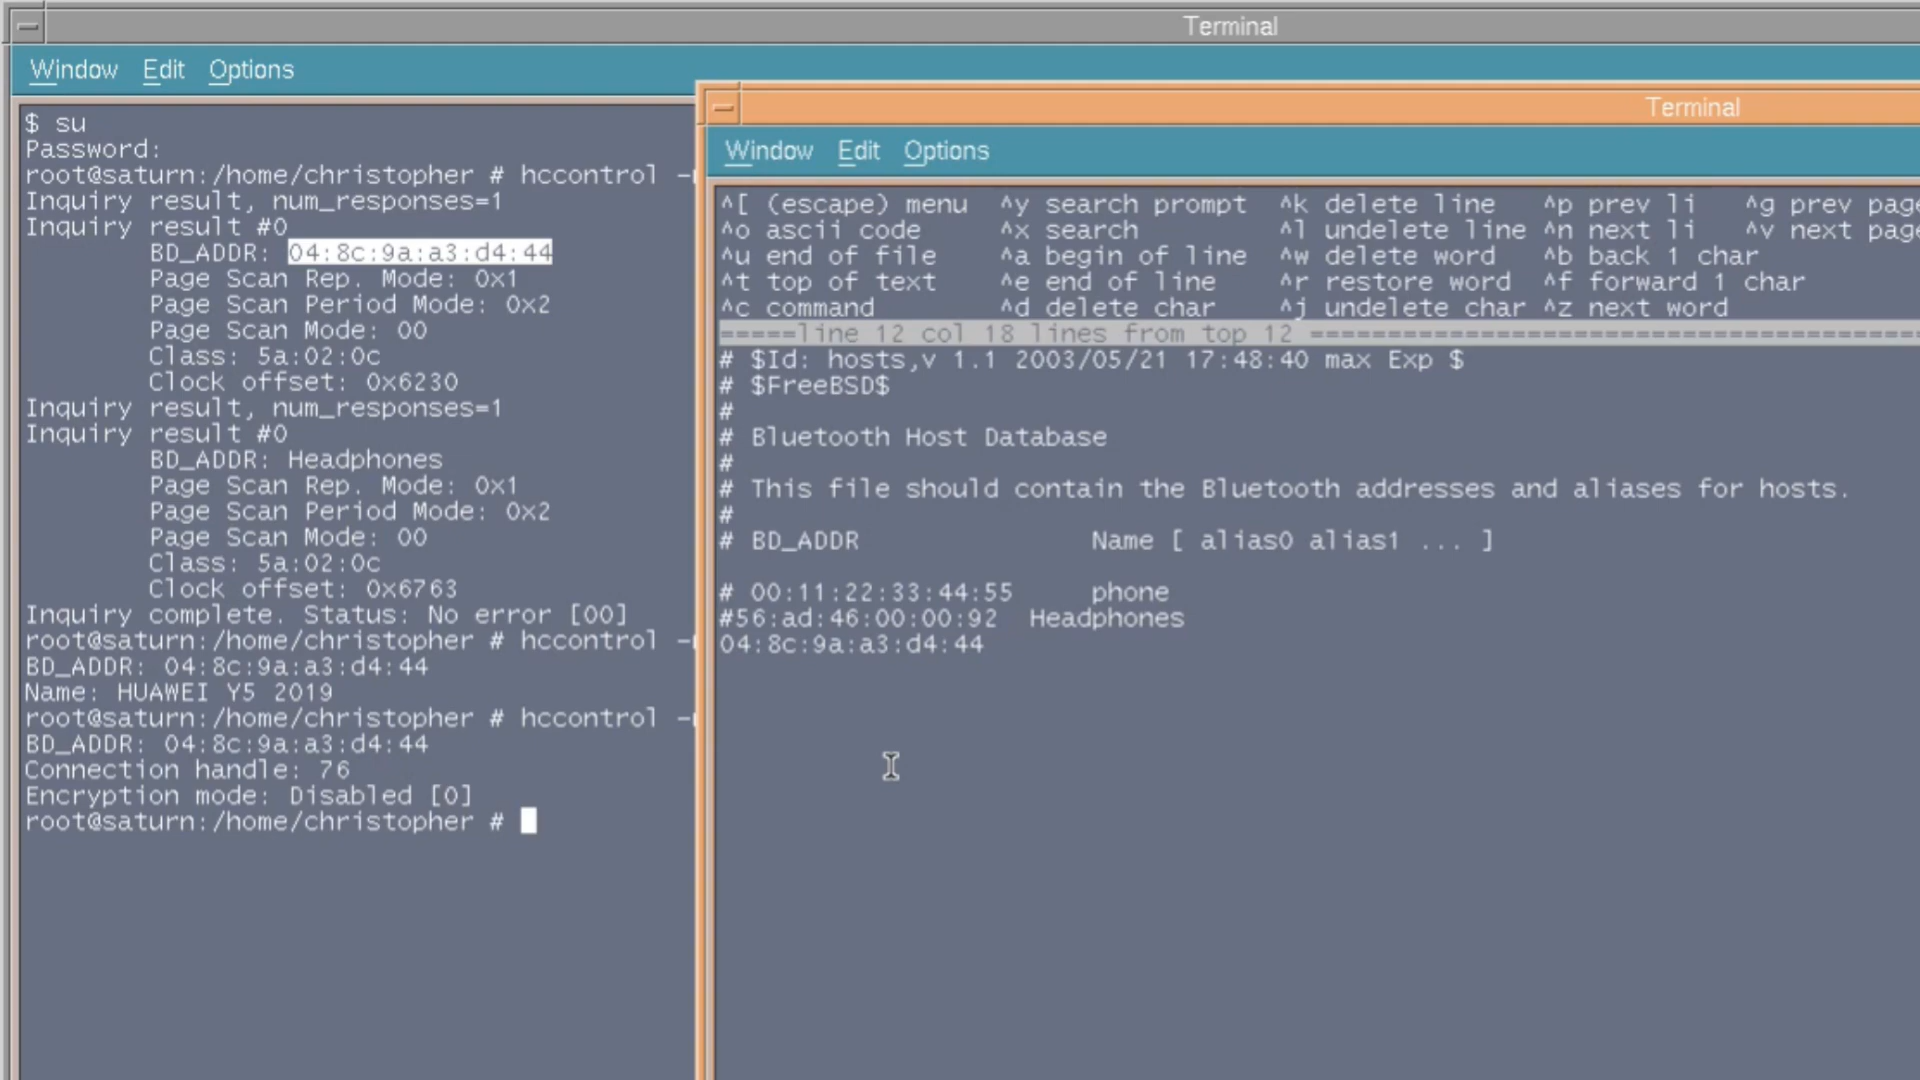 Terminal
Window Edit Options
$ su
Password:
root@saturn:/home/christopher # hccontrol
Inquiry result, num_responses=1
Inquiry result #0
BD_ADDR: 04:8c:9a:a3:d4:44
Page Scan Rep. Mode: 0x1
Page Scan Period Mode: 0x2
Page Scan Mode: 00
Class: 5a:02:0c
Clock offset: 0x6230
Inquiry result, num_responses=1
Inquiry result #0
BD_ADDR: Headphones
Page Scan Rep. Mode: 0x1
Page Scan Period Mode: 0x2
Page Scan Mode: 00
Class: 5a:02:0c
Clock offset: 0x6763
Inquiry complete. Status: No error [00]
root@saturn:/home/christopher # hccontrol
BD_ADDR: 04:8c:9a:a3:d4:44
Name: HUAWEI Y5 2019
root@saturn:/home/christopher # hccontrol
BD_ADDR: 04:8c:9a:a3:d4:44
Connection handle: 76
Encryption mode: Disabled [0]
root@saturn:/home/christopher #
Terminal
Window Edit Options
^[ (escape) menu ^y search prompt ^k delete line ^p prev li ^g prev page
^o ascii code ^x search ^l undelete line ^n next li ^v next page
^u end of file ^a begin of line ^w delete word ^b back 1 char
^t top of text ^e end of line ^r restore word ^f forward 1 char
^c command ^d delete char ^j undelete char ^z next word
=====line 12 col 18 lines from top 12 =======================================
# $Id: hosts,v 1.1 2003/05/21 17:48:40 max Exp $
# $FreeBSD$
#
# Bluetooth Host Database
#
# This file should contain the Bluetooth addresses and aliases for hosts.
#
# BD_ADDR Name [ alias0 alias1 ... ]
# 00:11:22:33:44:55 phone
#56:ad:46:00:00:92 Headphones
04:8c:9a:a3:d4:44